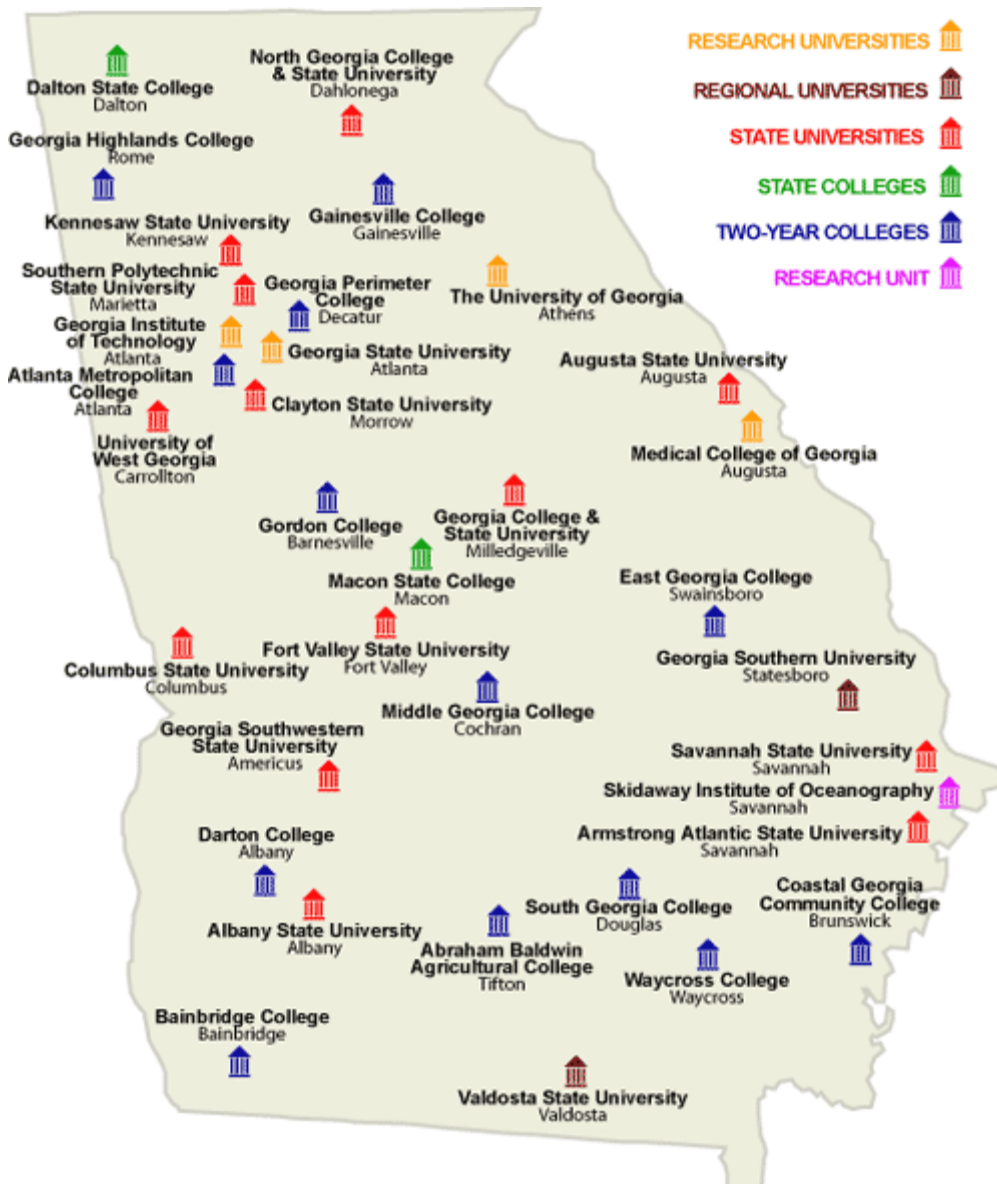 RESEARCH UNIVERSITIES
REGIONAL UNIVERSITIES
STATE UNIVERSITIES
STATE COLLEGES
TWO-YEAR COLLEGES
RESEARCH UNIT
Dalton State College
Dalton
North Georgia College
& State University
Dahlonega
Georgia Highlands College
Rome
Gainesville College
Gainesville
Kennesaw State University
Kennesaw
Southern Polytechnic
State University
Marietta
Georgia Perimeter
College
Decatur
The University of Georgia
Athens
Georgia Institute
of Technology
Atlanta
Georgia State University
Atlanta
Atlanta Metropolitan
College
Atlanta
Clayton State University
Morrow
Augusta State University
Augusta
University of
West Georgia
Carrollton
Medical College of Georgia
Augusta
Gordon College
Barnesville
Georgia College &
State University
Milledgeville
Macon State College
Macon
East Georgia College
Swainsboro
Fort Valley State University
Fort Valley
Columbus State University
Columbus
Georgia Southern University
Statesboro
Middle Georgia College
Cochran
Georgia Southwestern
State University
Americus
Savannah State University
Savannah
Skidaway Institute of Oceanography
Savannah
Armstrong Atlantic State University
Savannah
Darton College
Albany
Albany State University
Albany
South Georgia College
Douglas
Coastal Georgia
Community College
Brunswick
Abraham Baldwin
Agricultural College
Tifton
Waycross College
Waycross
Bainbridge College
Bainbridge
Valdosta State University
Valdosta